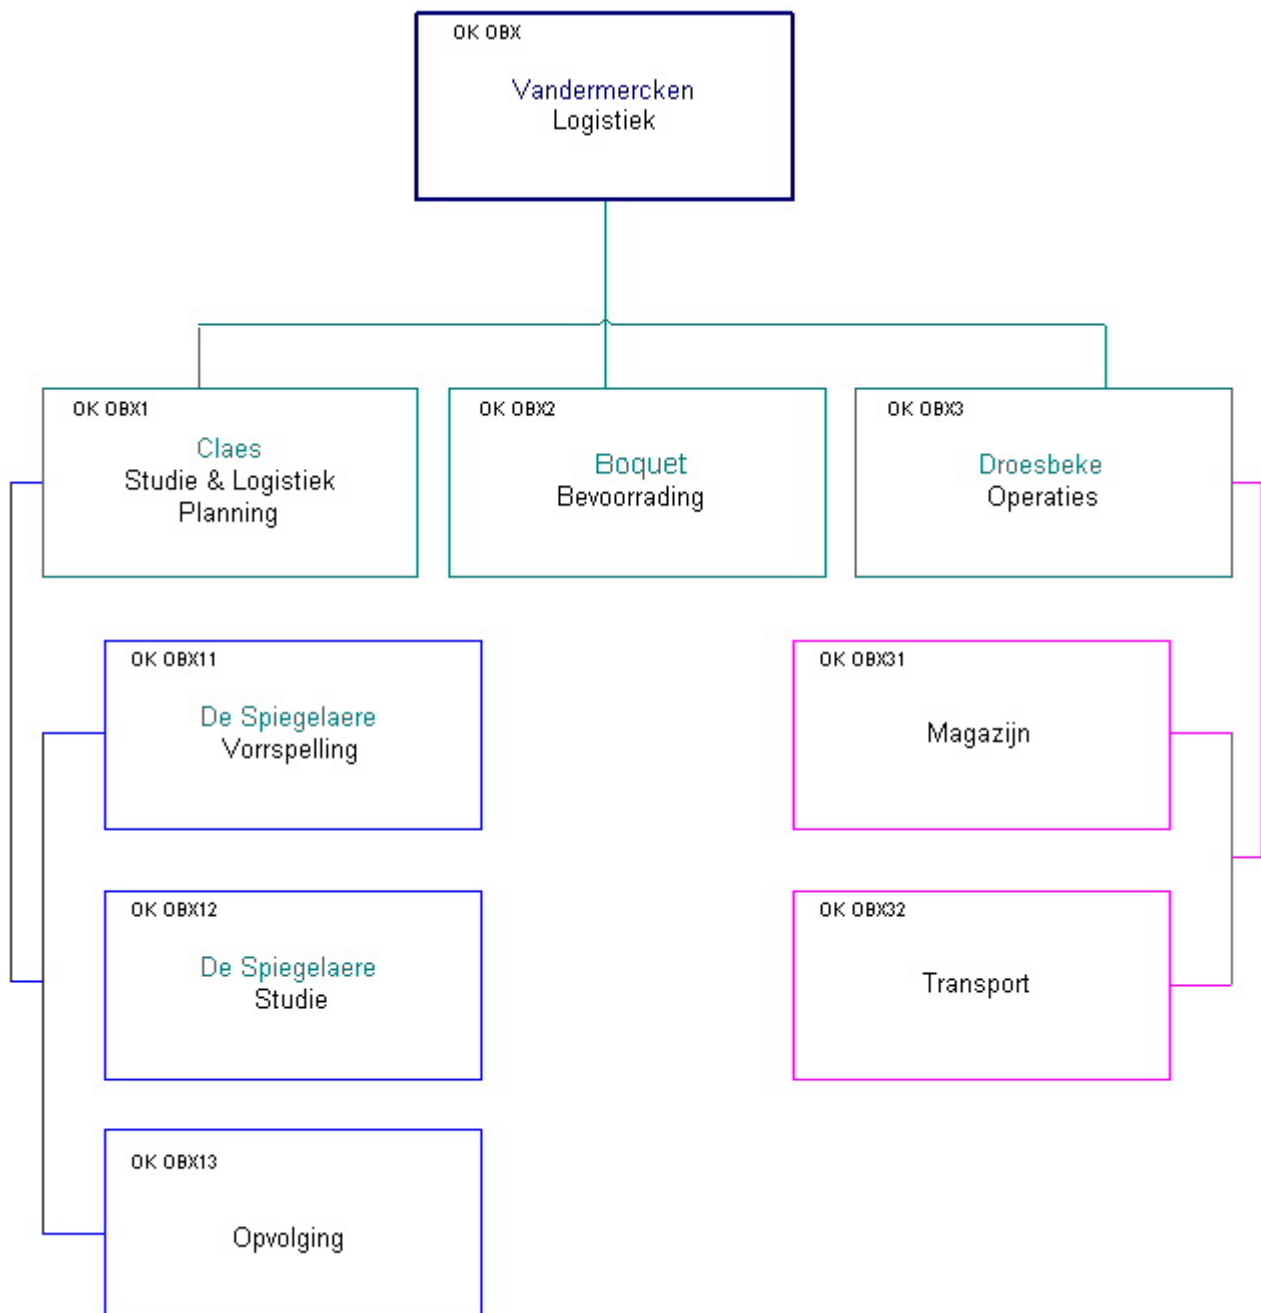 OK OBX
Vandermercken
Logistiek
OK OBX1
Claes
Studie & Logistiek
Planning
OK OBX2
Boquet
Bevoorrading
OK OBX3
Droesbeke
Operaties
OK OBX11
De Spiegelaere
Vorrspelling
OK OBX31
Magazijn
OK OBX12
De Spiegelaere
Studie
OK OBX32
Transport
OK OBX13
Opvolging